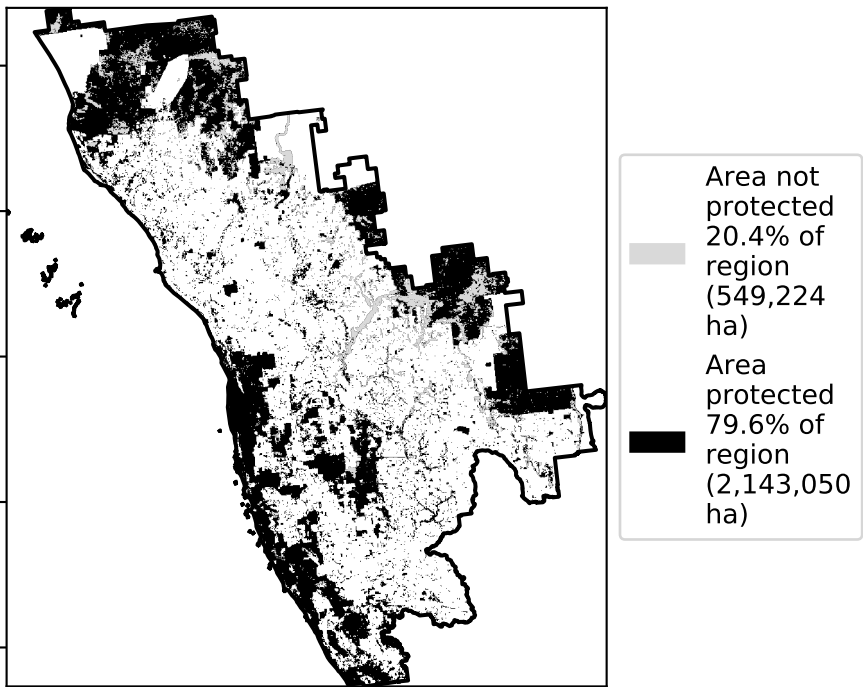 Area not
protected
20.4% of
region
(549,224
ha)
Area
protected
79.6% of
region
(2,143,050
ha)